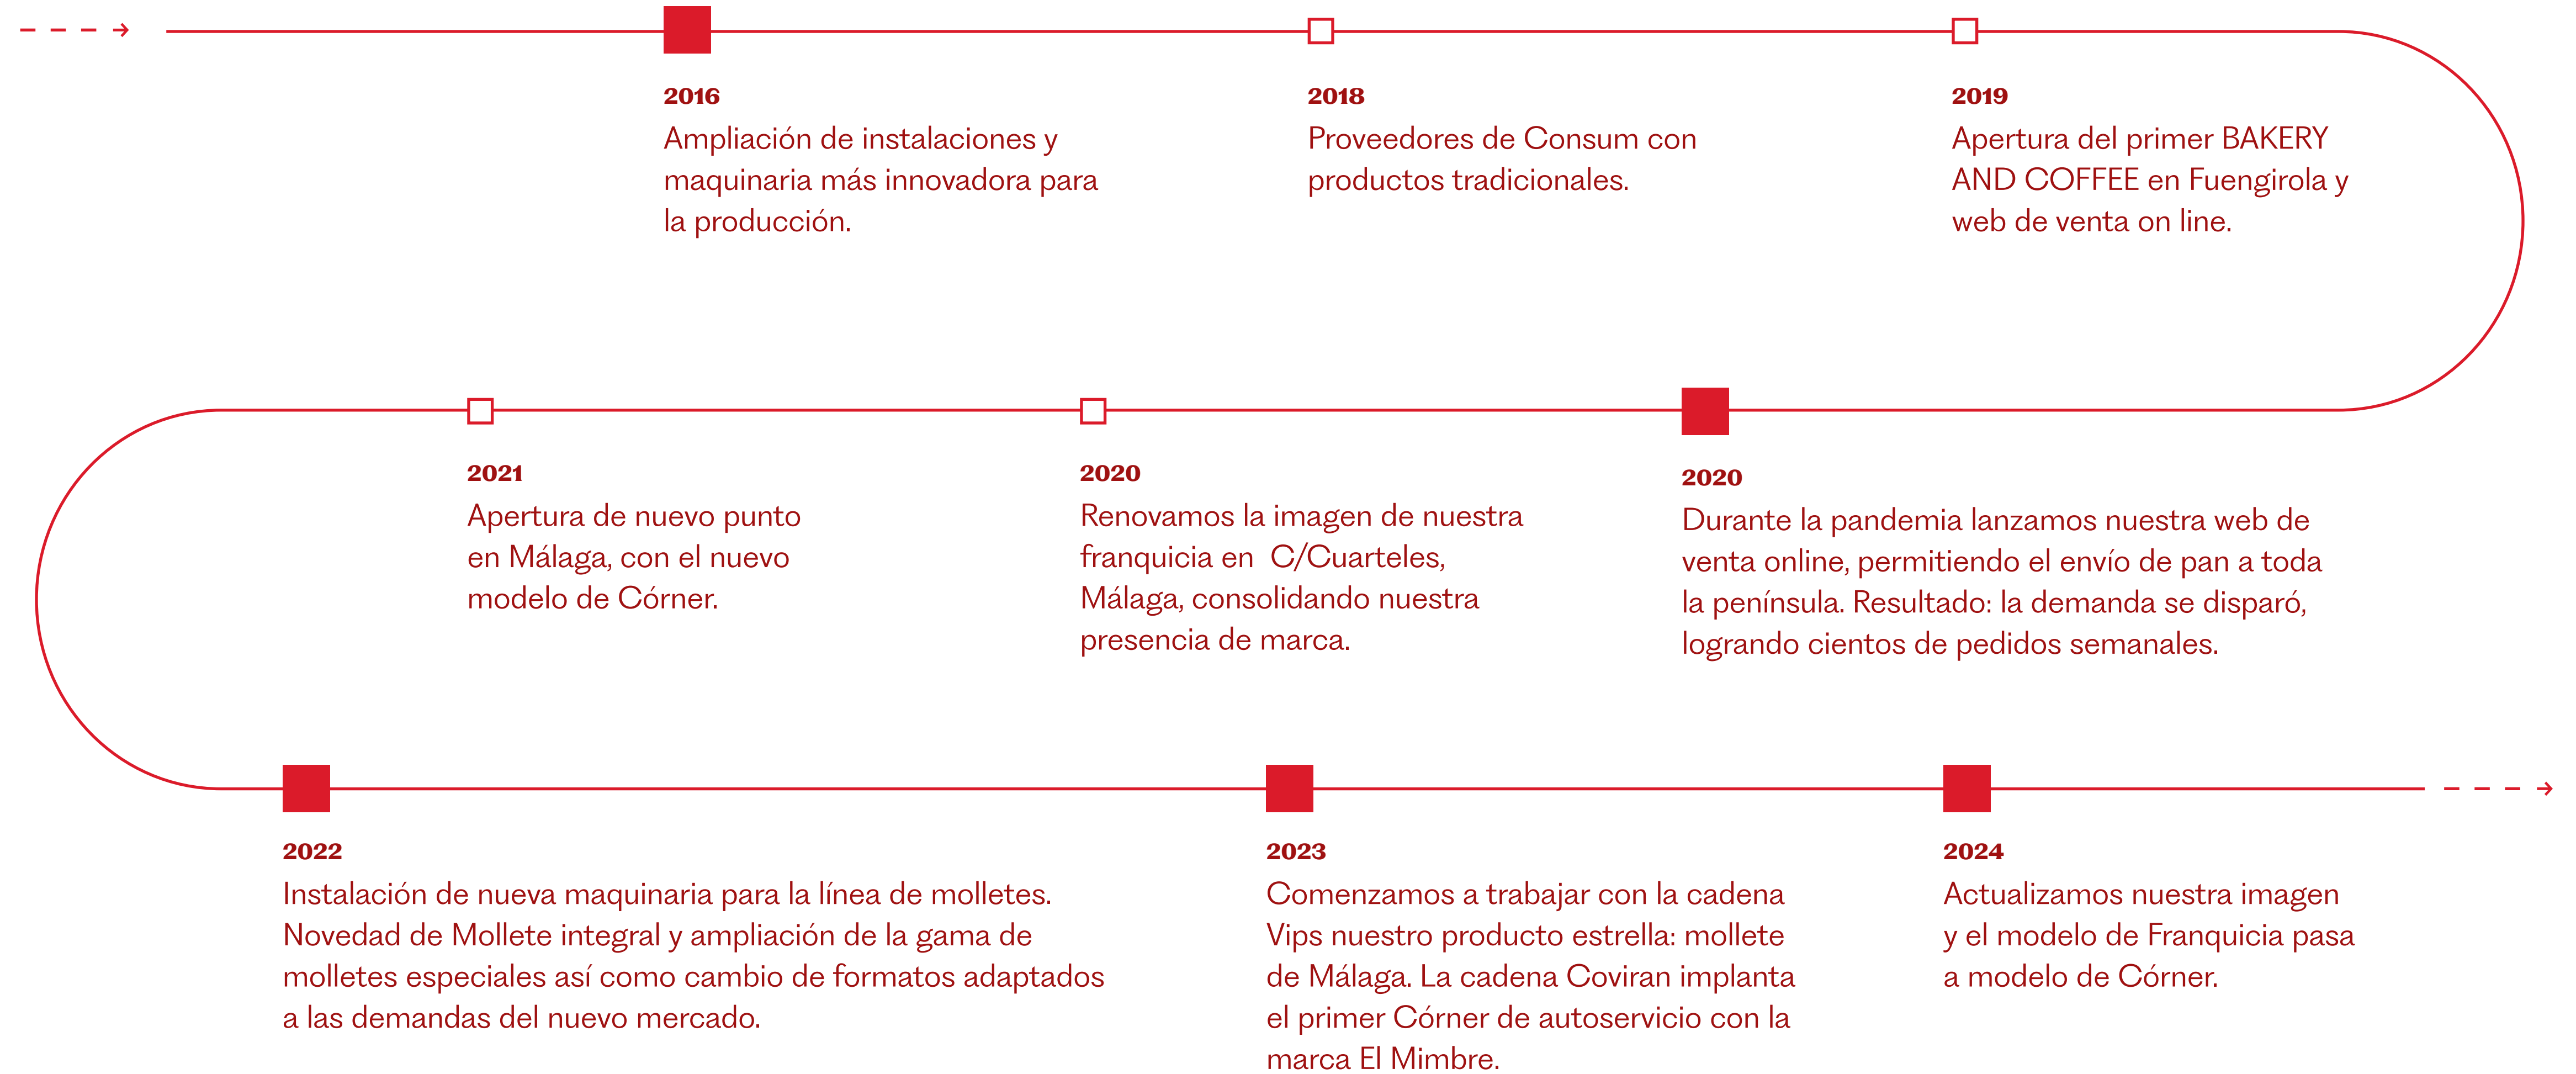 2016
Ampliación de instalaciones y
maquinaria más innovadora para
la producción.
2018
Proveedores de Consum con
productos tradicionales.
2019
Apertura del primer BAKERY
AND COFFEE en Fuengirola y
web de venta on line.
2021
Apertura de nuevo punto
en Málaga, con el nuevo
modelo de Córner.
2020
Renovamos la imagen de nuestra
franquicia en  C/Cuarteles,
Málaga, consolidando nuestra
presencia de marca.
2020
Durante la pandemia lanzamos nuestra web de
venta online, permitiendo el envío de pan a toda
la península. Resultado: la demanda se disparó,
logrando cientos de pedidos semanales.
2022
Instalación de nueva maquinaria para la línea de molletes.
Novedad de Mollete integral y ampliación de la gama de
molletes especiales así como cambio de formatos adaptados
a las demandas del nuevo mercado.
2023
Comenzamos a trabajar con la cadena
Vips nuestro producto estrella: mollete
de Málaga. La cadena Coviran implanta
el primer Córner de autoservicio con la
marca El Mimbre.
2024
Actualizamos nuestra imagen
y el modelo de Franquicia pasa
a modelo de Córner.